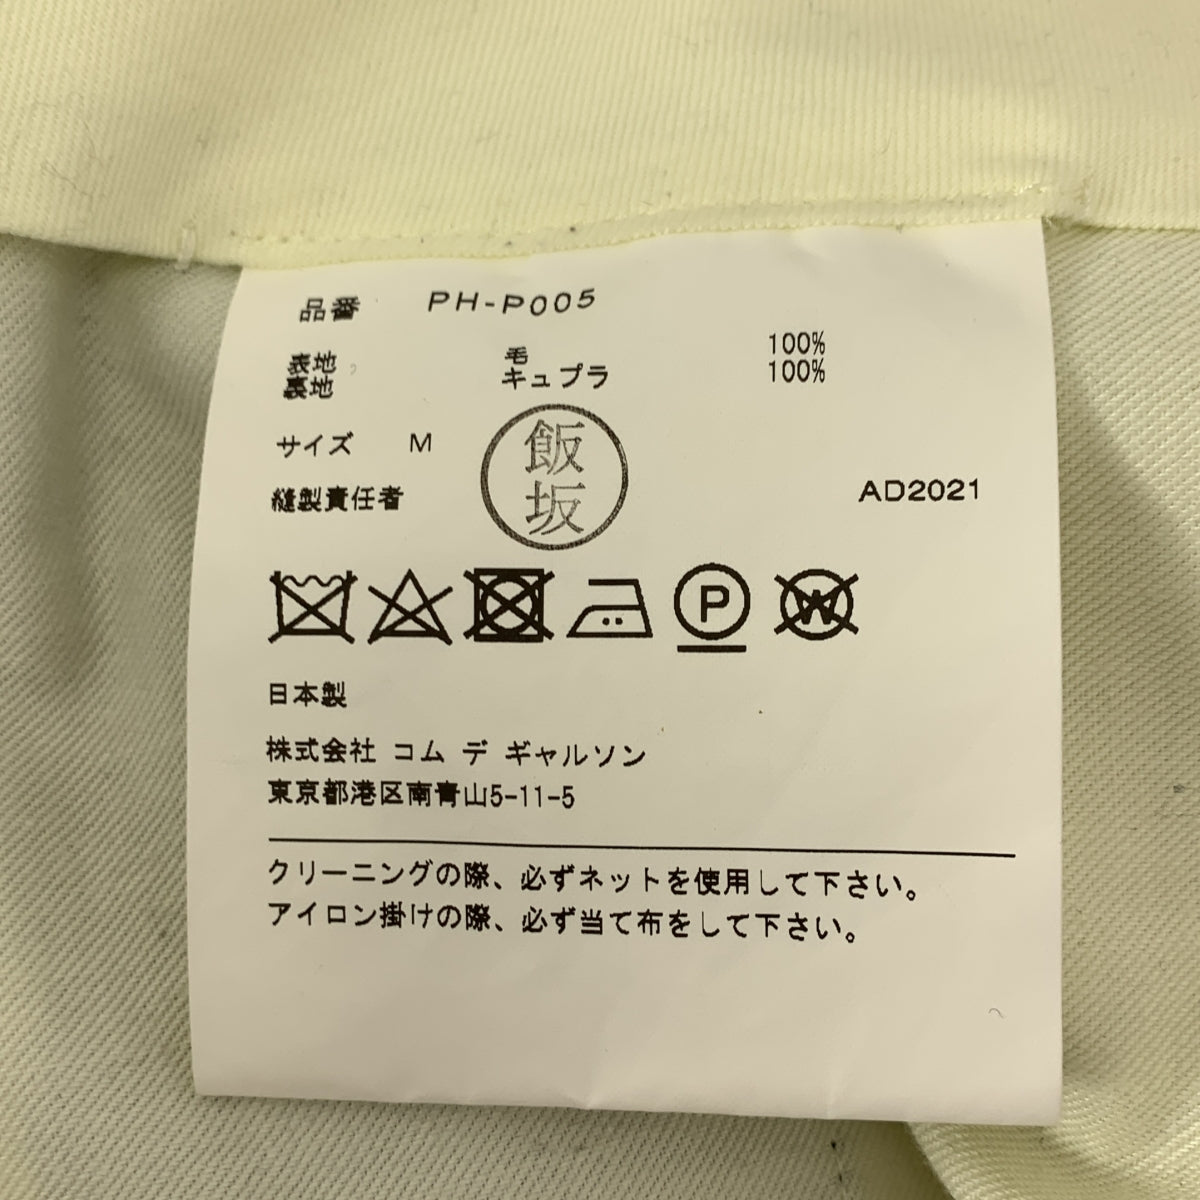 品番 PH-P005
表地 毛 100%
裏地 キュプラ 100%
サイズ M
縫製責任者 飯坂 AD2021
P W
日本製
株式会社 コム デ ギャルソン
東京都港区南青山5-11-5
クリーニングの際、必ずネットを使用して下さい。
アイロン掛けの際、必ず当て布をして下さい。